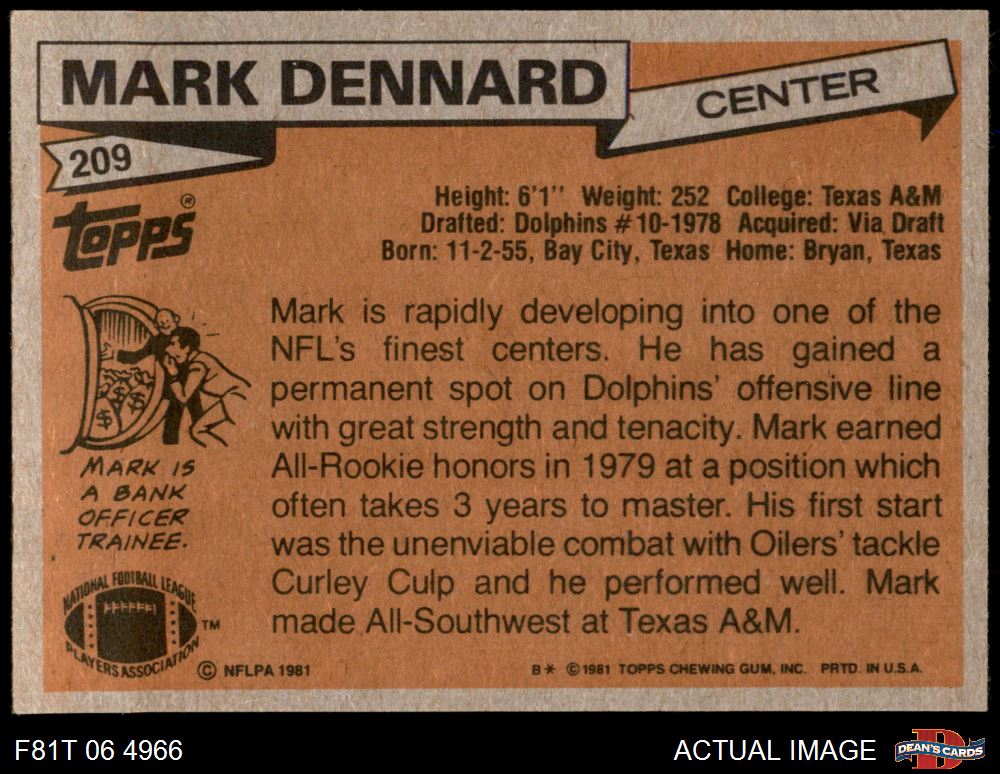 MARK DENNARD
CENTER
209
TOPPS®
Height: 6'1'' Weight: 252 College: Texas A&M
Drafted: Dolphins #10-1978 Acquired: Via Draft
Born: 11-2-55, Bay City, Texas Home: Bryan, Texas
Mark is rapidly developing into one of the
NFL's finest centers. He has gained a
permanent spot on Dolphins' offensive line
with great strength and tenacity. Mark earned
All-Rookie honors in 1979 at a position which
often takes 3 years to master. His first start
was the unenviable combat with Oilers' tackle
Curley Culp and he performed well. Mark
made All-Southwest at Texas A&M.
$ $ $
MARK IS
A BANK
OFFICER
TRAINEE.
NATIONAL FOOTBALL LEAGUE
PLAYERS ASSOCIATION
TM
© NFLPA 1981
B* © 1981 TOPPS CHEWING GUM, INC. PRTD. IN U.S.A.
F81T 06 4966
ACTUAL IMAGE
D
DEAN'S CARDS